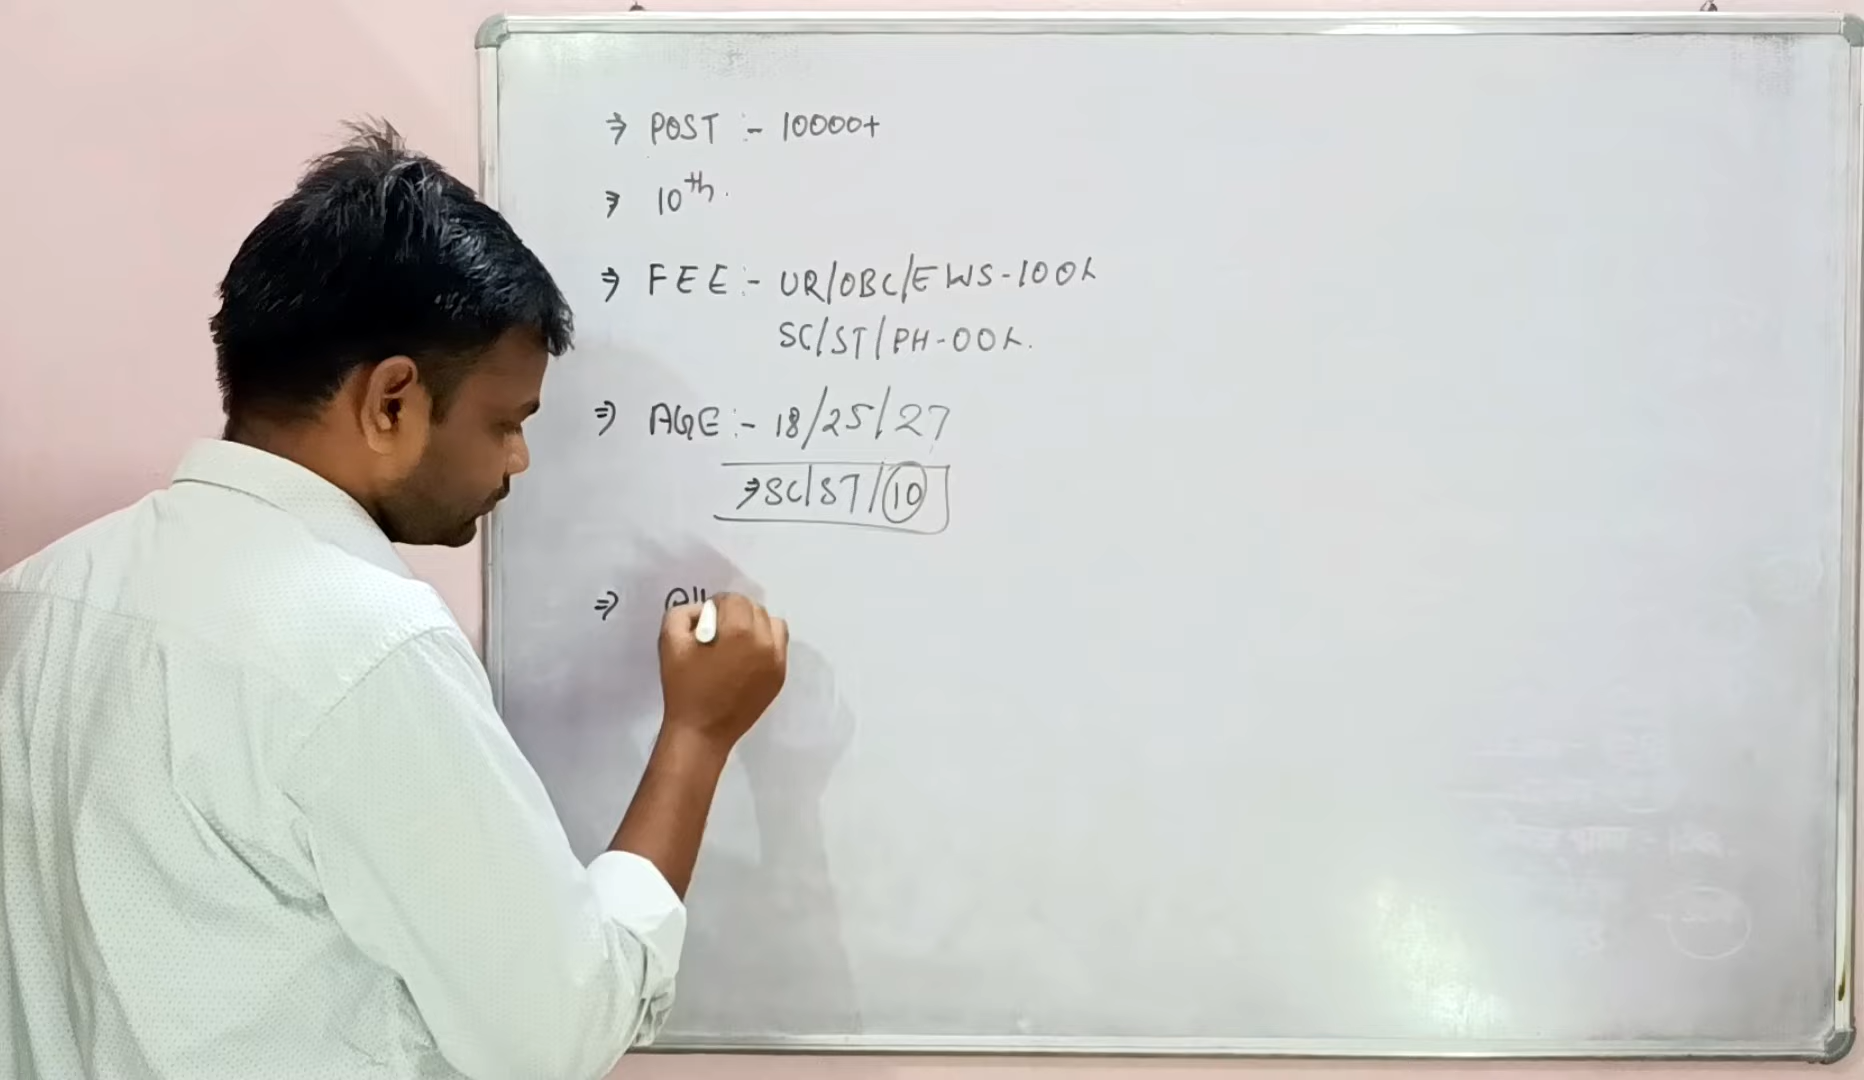 ⇒ POST :- 10000+
⇒ 10th.
⇒ FEE :- UR/OBC/EWS-100/-
SC/ST/PH-00/-.
⇒ AGE :- 18/25/27
⇒SC/ST/10
⇒ All